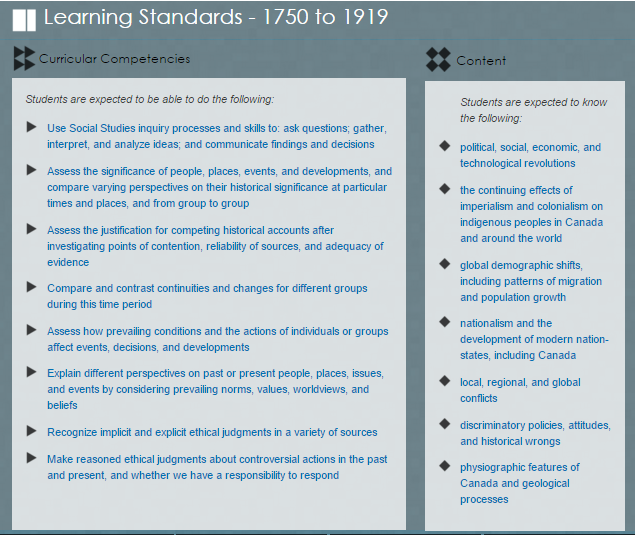 Learning Standards - 1750 to 1919
Curricular Competencies
Students are expected to be able to do the following:
Use Social Studies inquiry processes and skills to: ask questions; gather,
interpret, and analyze ideas; and communicate findings and decisions
Assess the significance of people, places, events, and developments, and
compare varying perspectives on their historical significance at particular
times and places, and from group to group
Assess the justification for competing historical accounts after
investigating points of contention, reliability of sources, and adequacy of
evidence
Compare and contrast continuities and changes for different groups
during this time period
Assess how prevailing conditions and the actions of individuals or groups
affect events, decisions, and developments
Explain different perspectives on past or present people, places, issues,
and events by considering prevailing norms, values, worldviews, and
beliefs
Recognize implicit and explicit ethical judgments in a variety of sources
Make reasoned ethical judgments about controversial actions in the past
and present, and whether we have a responsibility to respond
Content
Students are expected to know
the following:
political, social, economic, and
technological revolutions
the continuing effects of
imperialism and colonialism on
indigenous peoples in Canada
and around the world
global demographic shifts,
including patterns of migration
and population growth
nationalism and the
development of modern nation-
states, including Canada
local, regional, and global
conflicts
discriminatory policies, attitudes,
and historical wrongs
physiographic features of
Canada and geological
processes